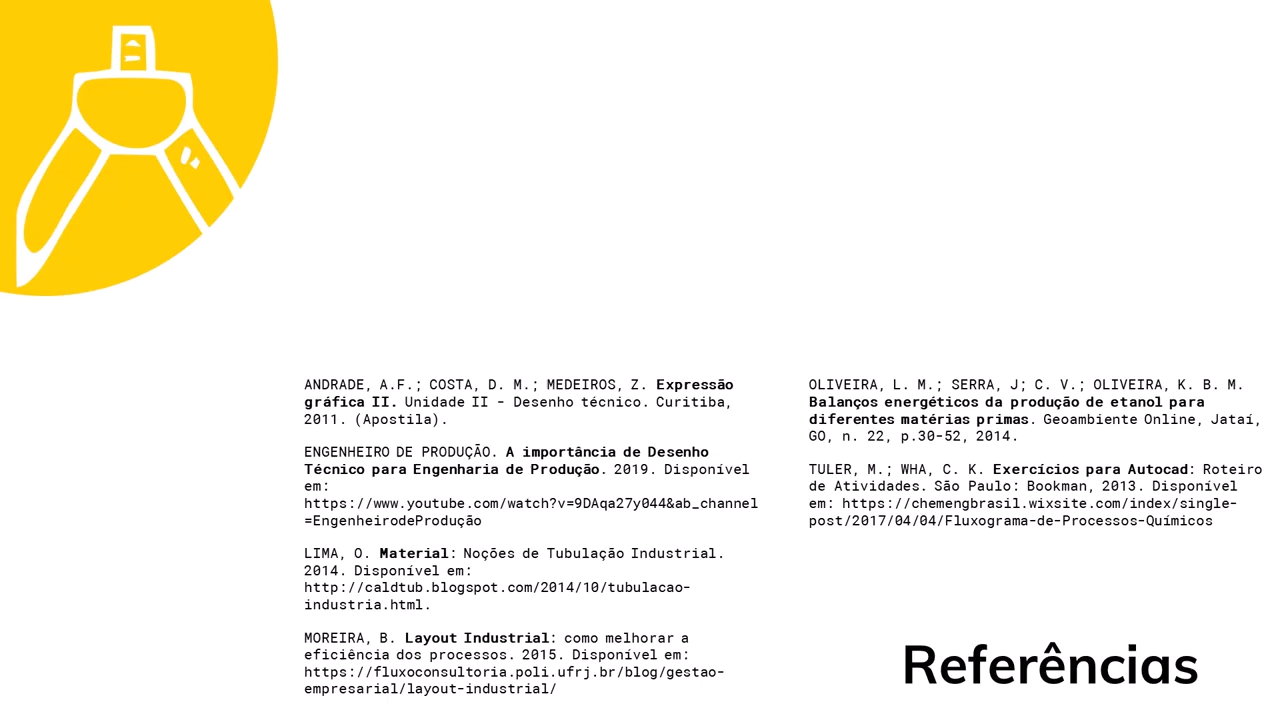 ANDRADE, A.F.; COSTA, D. M.; MEDEIROS, Z. Expressão
gráfica II. Unidade II - Desenho técnico. Curitiba,
2011. (Apostila).
ENGENHEIRO DE PRODUÇÃO. A importância de Desenho
Técnico para Engenharia de Produção. 2019. Disponível
em:
https://www.youtube.com/watch?v=9DAqa27y044&ab_channel
=EngenheirodeProdução
LIMA, O. Material: Noções de Tubulação Industrial.
2014. Disponível em:
http://caldtub.blogspot.com/2014/10/tubulacao-
industria.html.
MOREIRA, B. Layout Industrial: como melhorar a
eficiência dos processos. 2015. Disponível em:
https://fluxoconsultoria.poli.ufrj.br/blog/gestao-
empresarial/layout-industrial/
OLIVEIRA, L. M.; SERRA, J; C. V.; OLIVEIRA, K. B. M.
Balanços energéticos da produção de etanol para
diferentes matérias primas. Geoambiente Online, Jataí,
GO, n. 22, p.30-52, 2014.
TULER, M.; WHA, C. K. Exercícios para Autocad: Roteiro
de Atividades. São Paulo: Bookman, 2013. Disponível
em: https://chemengbrasil.wixsite.com/index/single-
post/2017/04/04/Fluxograma-de-Processos-Químicos
Referências